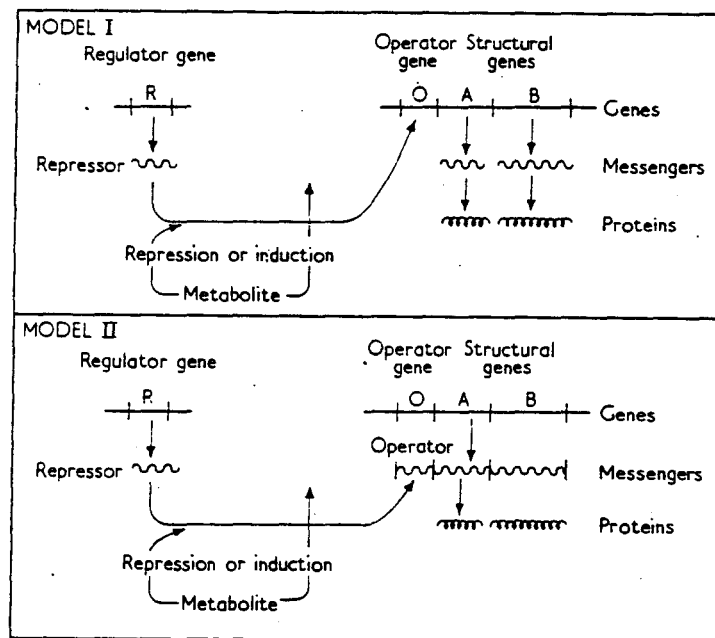 MODEL I
Regulator gene
Operator Structural
gene genes
R
O A B
Genes
Repressor
Messengers
Proteins
Repression or induction
Metabolite
MODEL II
Regulator gene
Operator Structural
gene genes
R
O A B
Genes
Operator
Repressor
Messengers
Proteins
Repression or induction
Metabolite